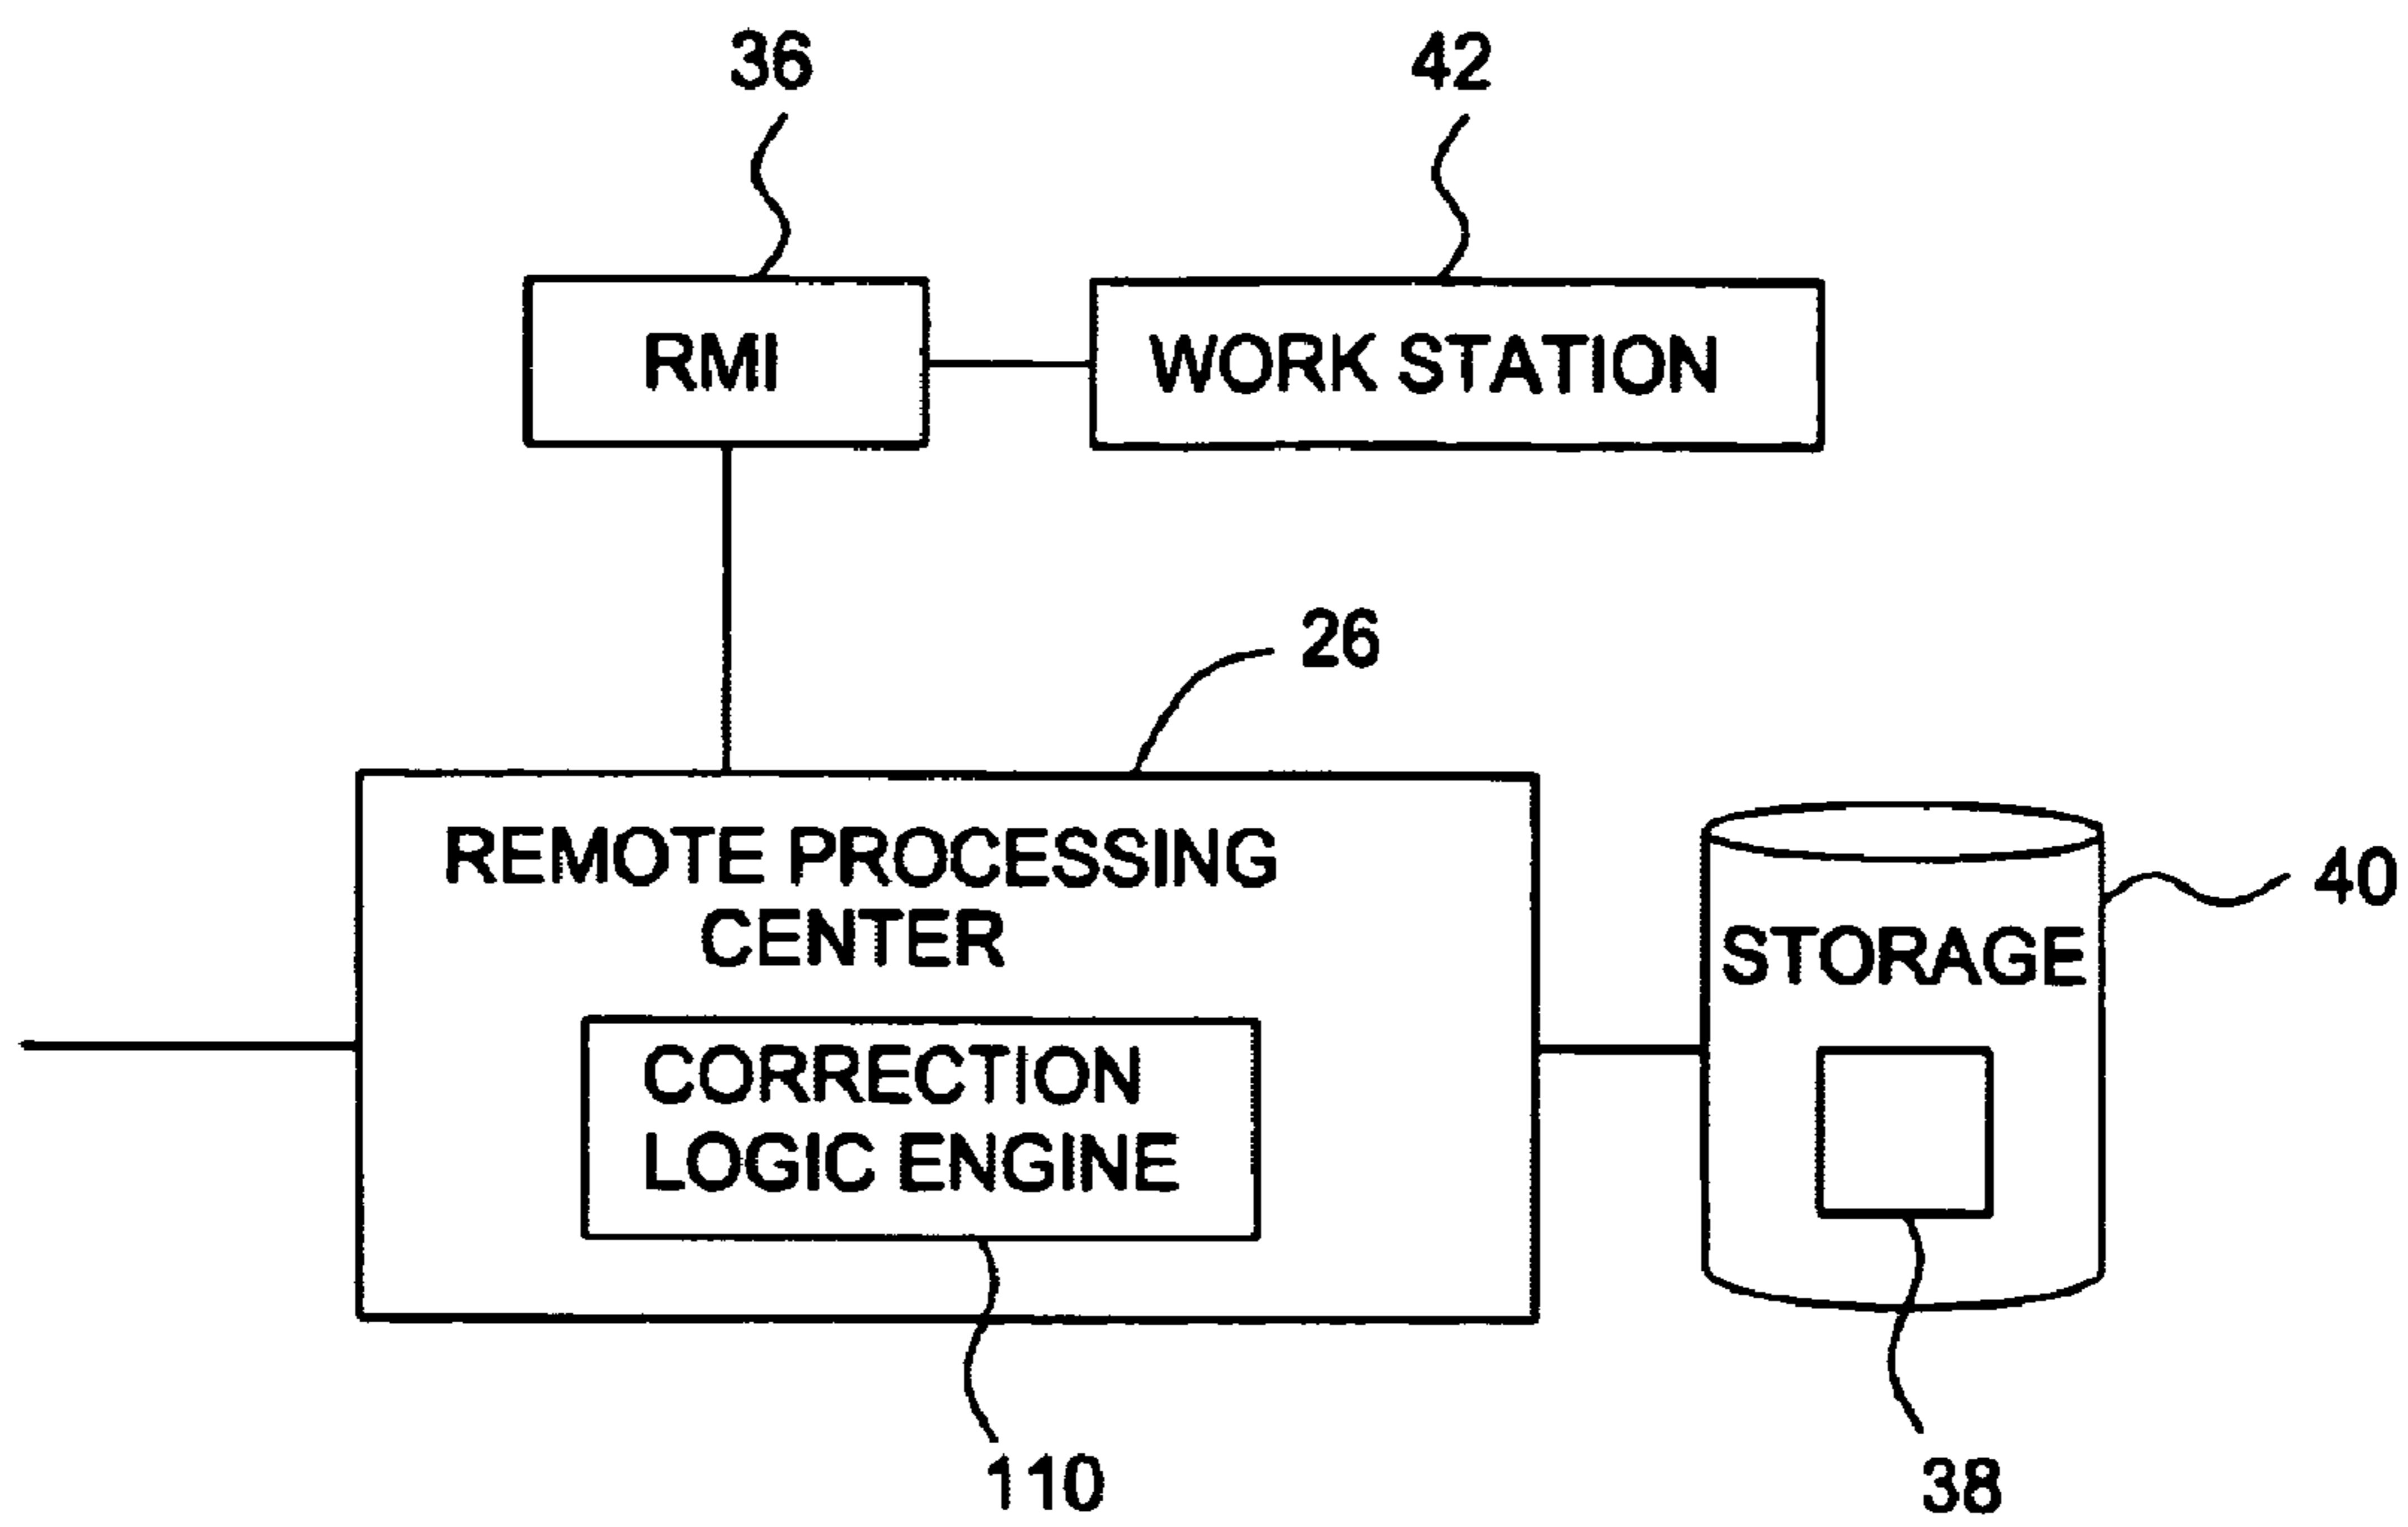 36
42
RMI
WORK STATION
26
REMOTE PROCESSING
CENTER
40
STORAGE
CORRECTION
LOGIC ENGINE
110
38